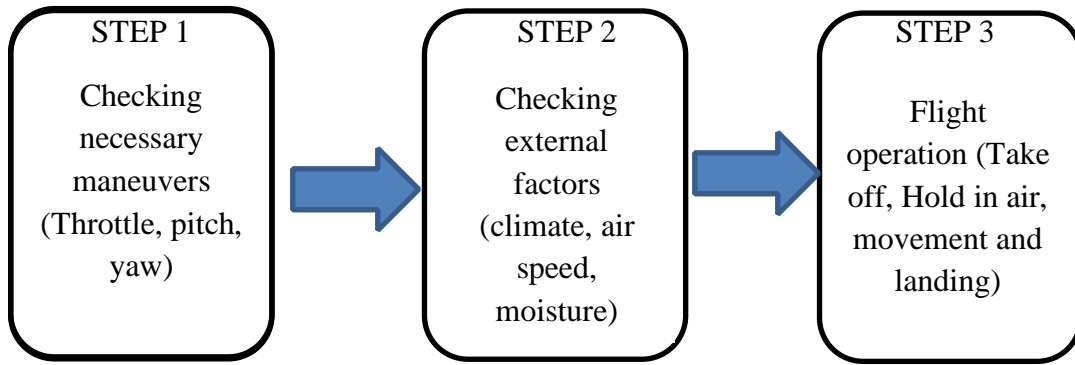 STEP 1
Checking
necessary
maneuvers
(Throttle, pitch,
yaw)
STEP 2
Checking
external
factors
(climate, air
speed,
moisture)
STEP 3
Flight
operation (Take
off, Hold in air,
movement and
landing)